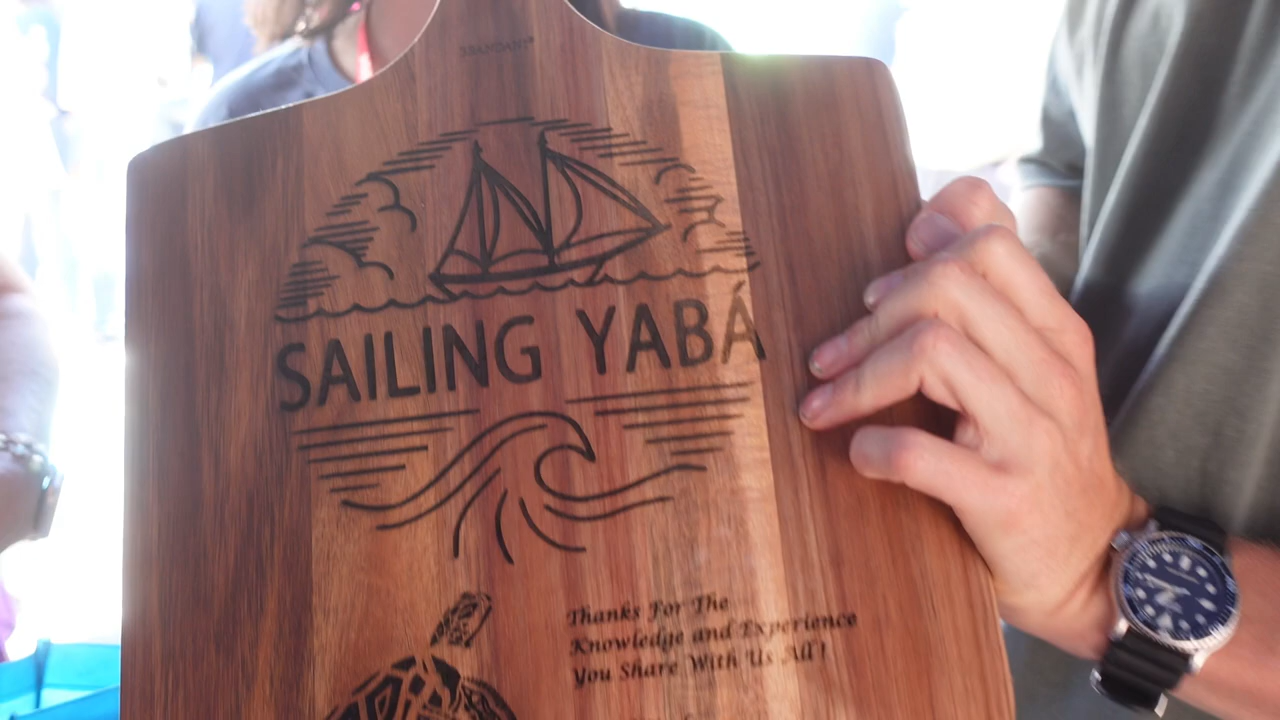 SAILING YABÁ
Thanks For The
Knowledge and Experience
You Share With Us All!